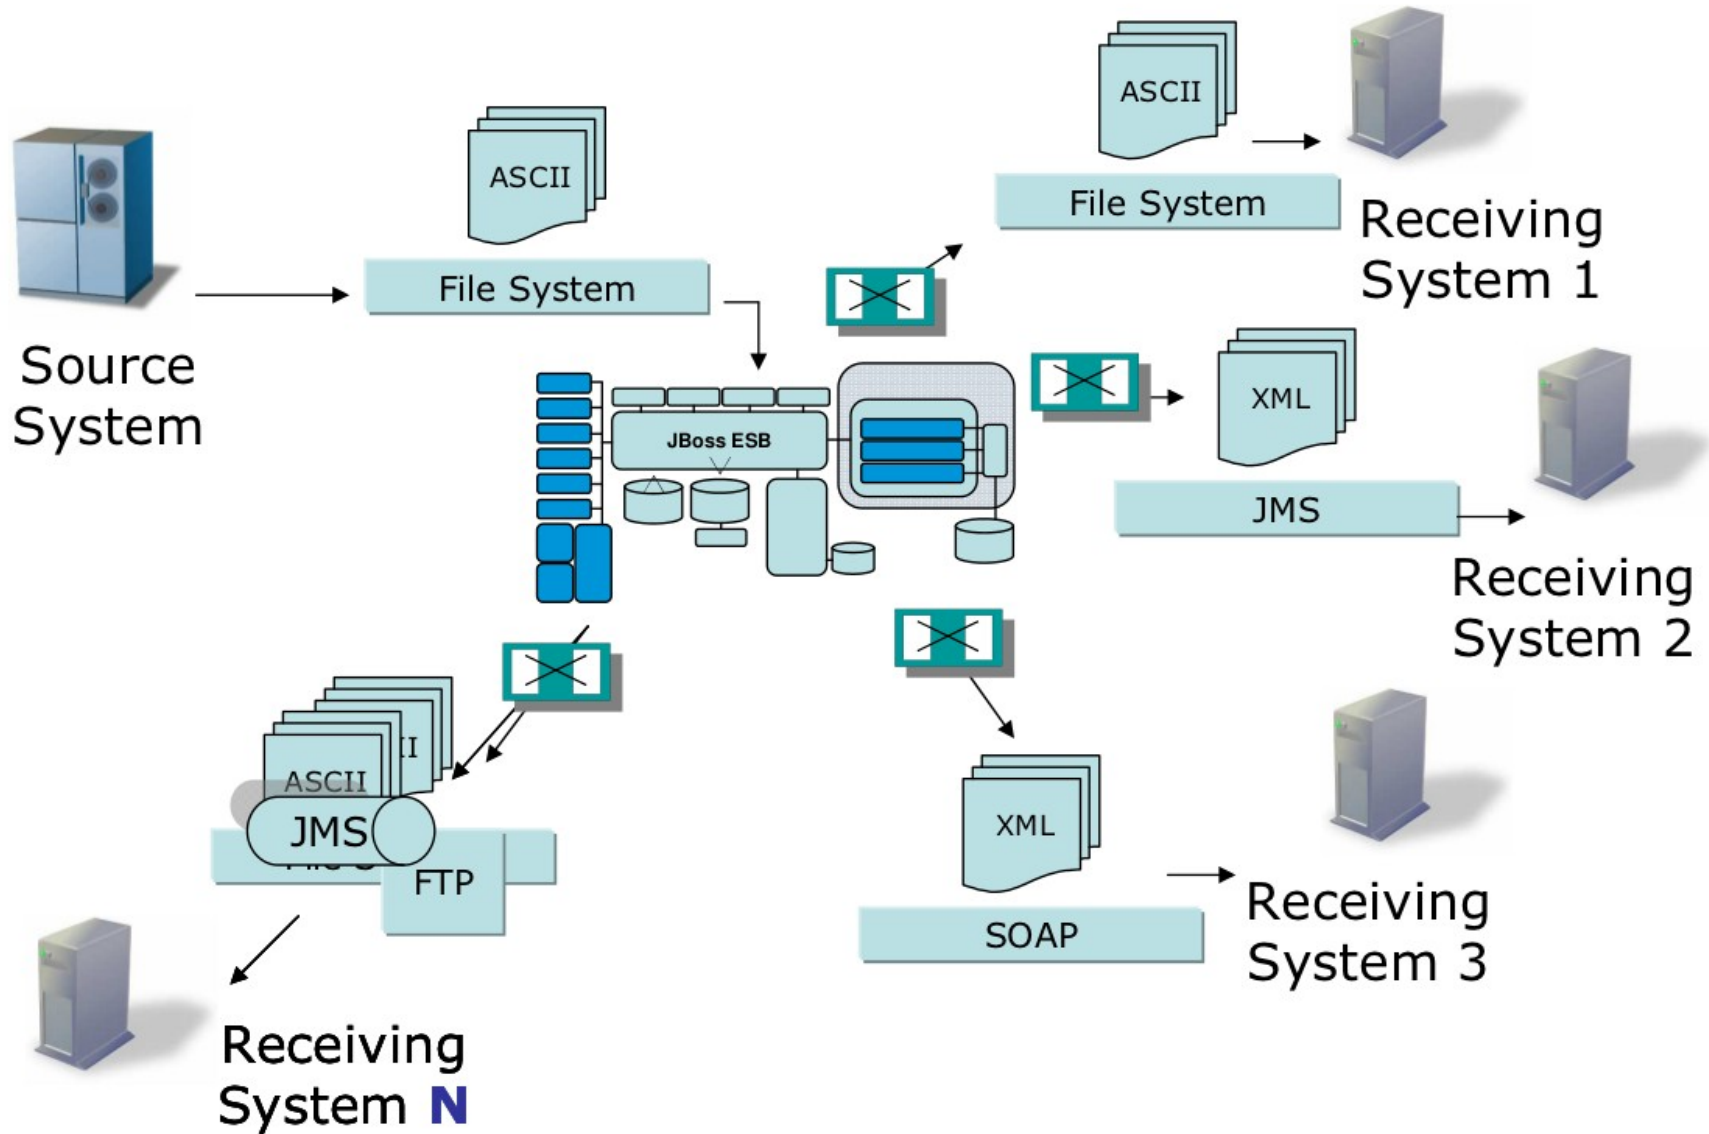 ASCII
File System
Source
System
ASCII
File System
Receiving
System 1
JBoss ESB
XML
JMS
Receiving
System 2
XML
SOAP
Receiving
System 3
II
ASCII
JMS
FTP
Receiving
System N